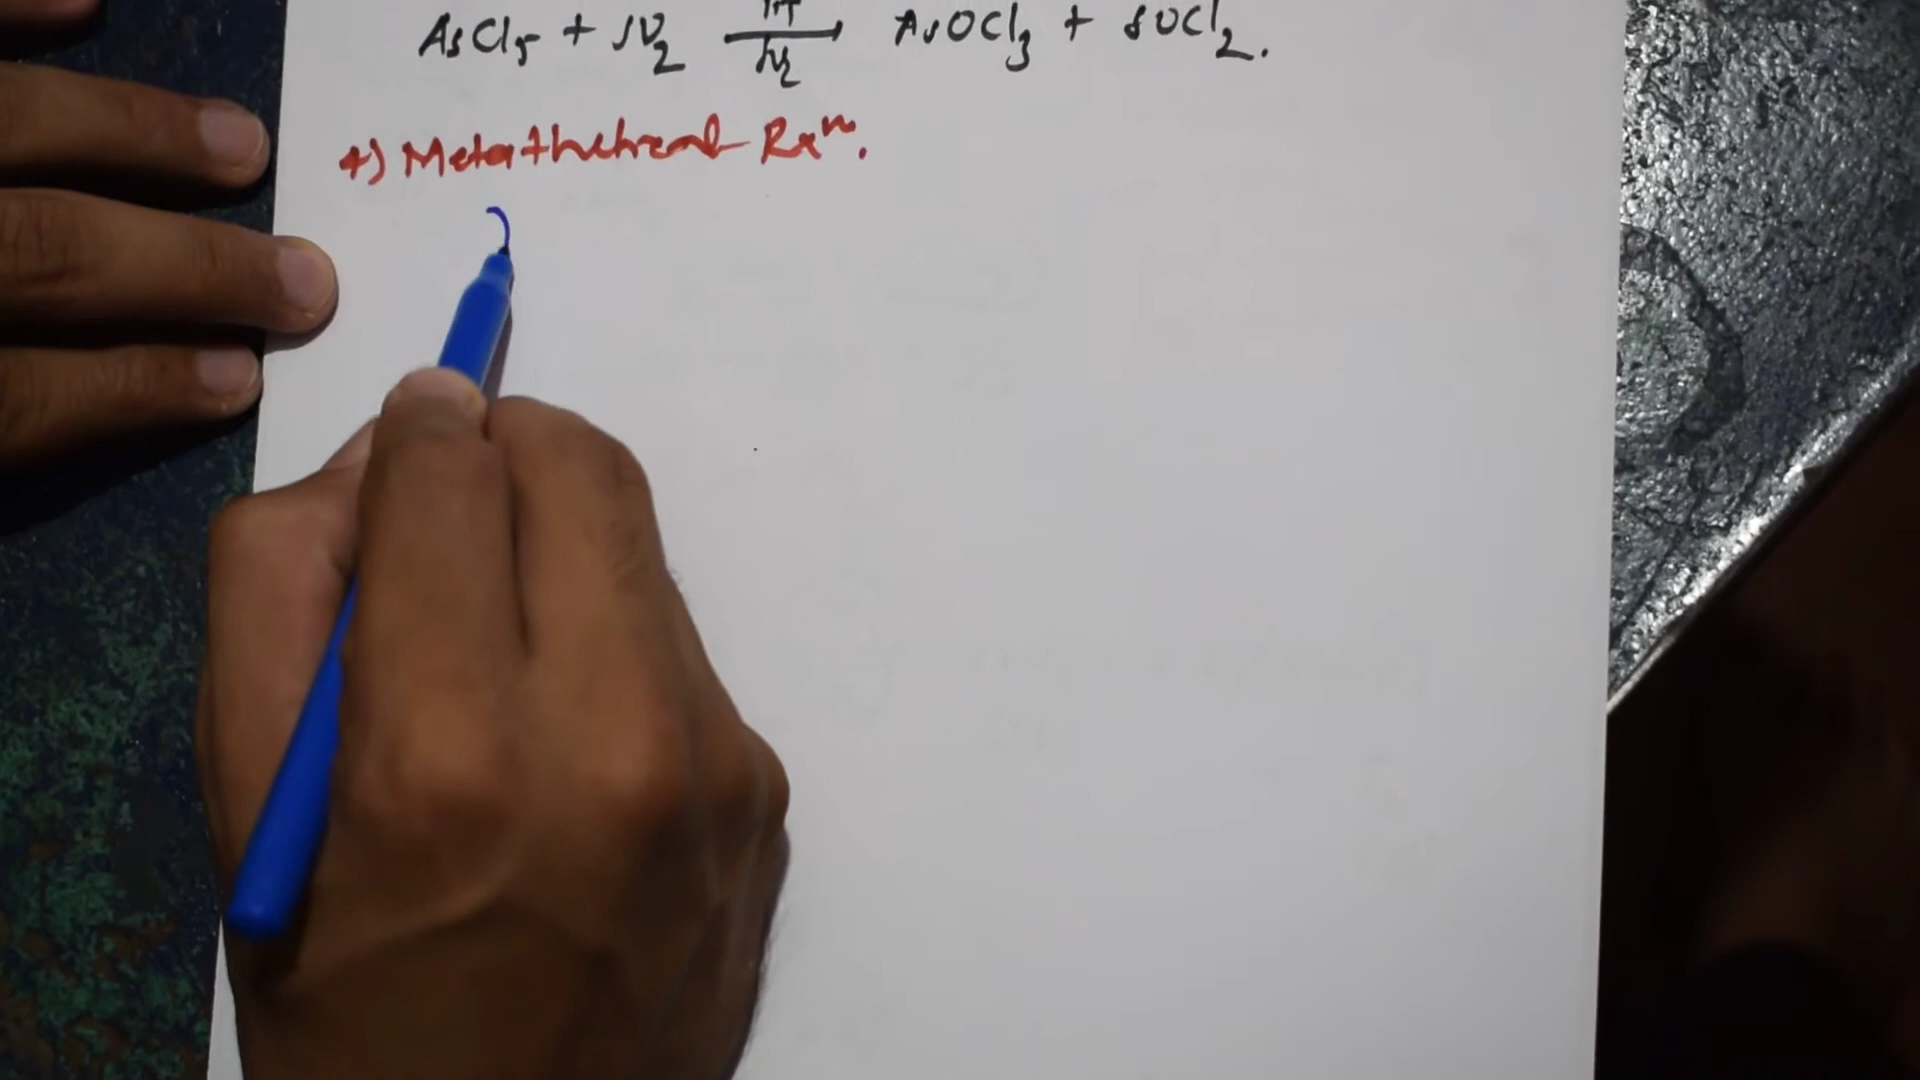 AsCl5 + SO2 → AsOCl3 + SOCl2.
4) Metathetical Rxn.